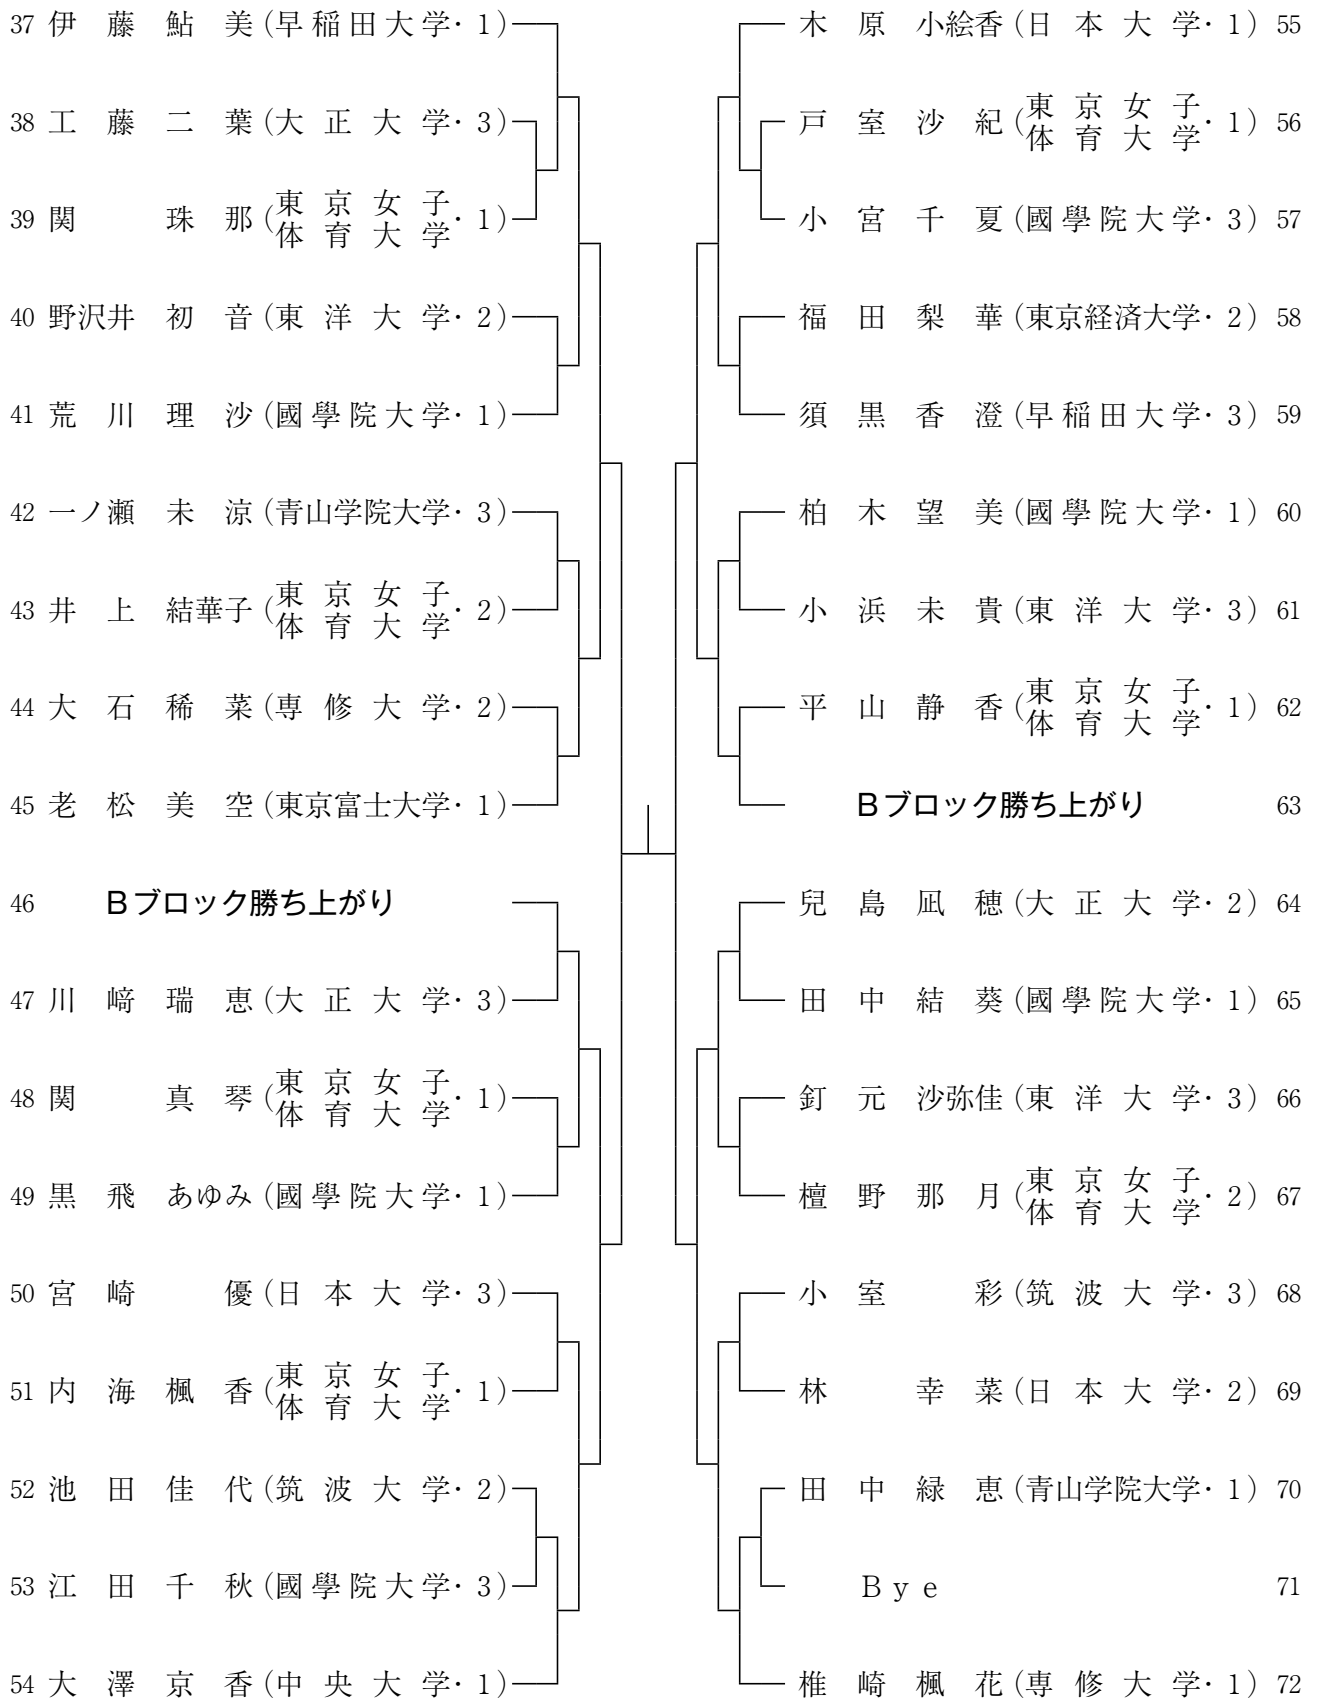 37 伊藤鮎美(早稲田大学・1)
38 工藤二葉(大正大学・3)
39 関珠那(東京女子体育大学・1)
40 野沢井初音(東洋大学・2)
41 荒川理沙(國學院大学・1)
42 一ノ瀬未涼(青山学院大学・3)
43 井上結華子(東京女子体育大学・2)
44 大石稀菜(専修大学・2)
45 老松美空(東京富士大学・1)
46 Bブロック勝ち上がり
47 川﨑瑞恵(大正大学・3)
48 関真琴(東京女子体育大学・1)
49 黒飛あゆみ(國學院大学・1)
50 宮崎優(日本大学・3)
51 内海楓香(東京女子体育大学・1)
52 池田佳代(筑波大学・2)
53 江田千秋(國學院大学・3)
54 大澤京香(中央大学・1)
木原小絵香(日本大学・1) 55
戸室沙紀(東京女子体育大学・1) 56
小宮千夏(國學院大学・3) 57
福田梨華(東京経済大学・2) 58
須黒香澄(早稲田大学・3) 59
柏木望美(國學院大学・1) 60
小浜未貴(東洋大学・3) 61
平山静香(東京女子体育大学・1) 62
Bブロック勝ち上がり 63
兒島凪穂(大正大学・2) 64
田中結葵(國學院大学・1) 65
釘元沙弥佳(東洋大学・3) 66
檀野那月(東京女子体育大学・2) 67
小室彩(筑波大学・3) 68
林幸菜(日本大学・2) 69
田中緑恵(青山学院大学・1) 70
Bye 71
椎崎楓花(専修大学・1) 72